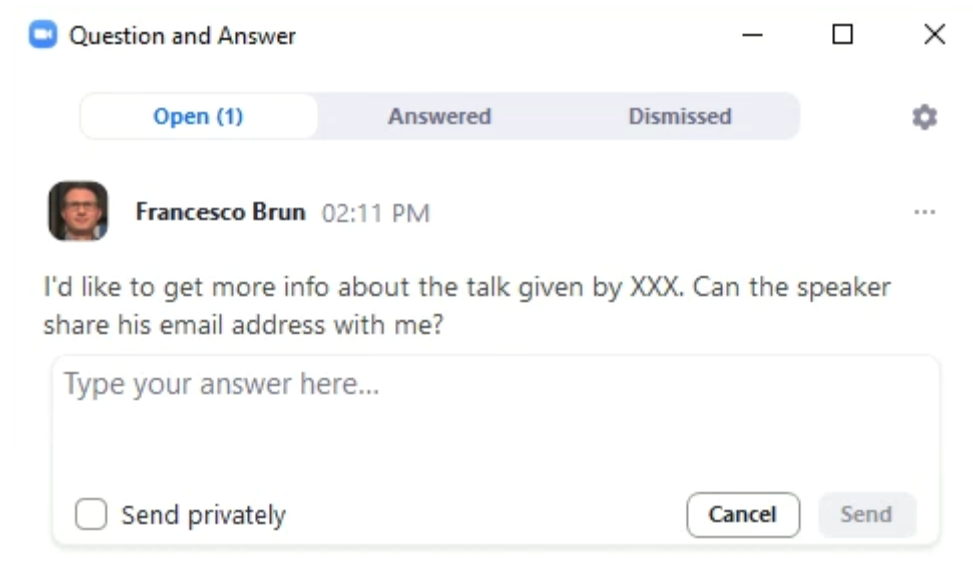 Question and Answer
Open (1) Answered Dismissed
Francesco Brun 02:11 PM
I'd like to get more info about the talk given by XXX. Can the speaker
share his email address with me?
Type your answer here...
Send privately Cancel Send